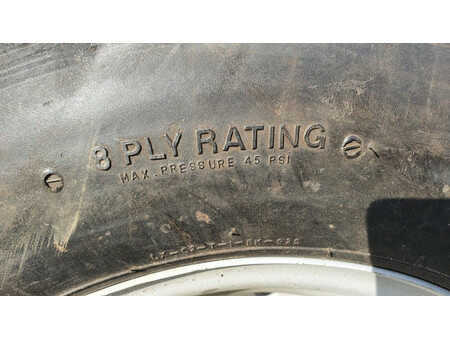 8 PLY RATING
MAX. PRESSURE 45 PSI